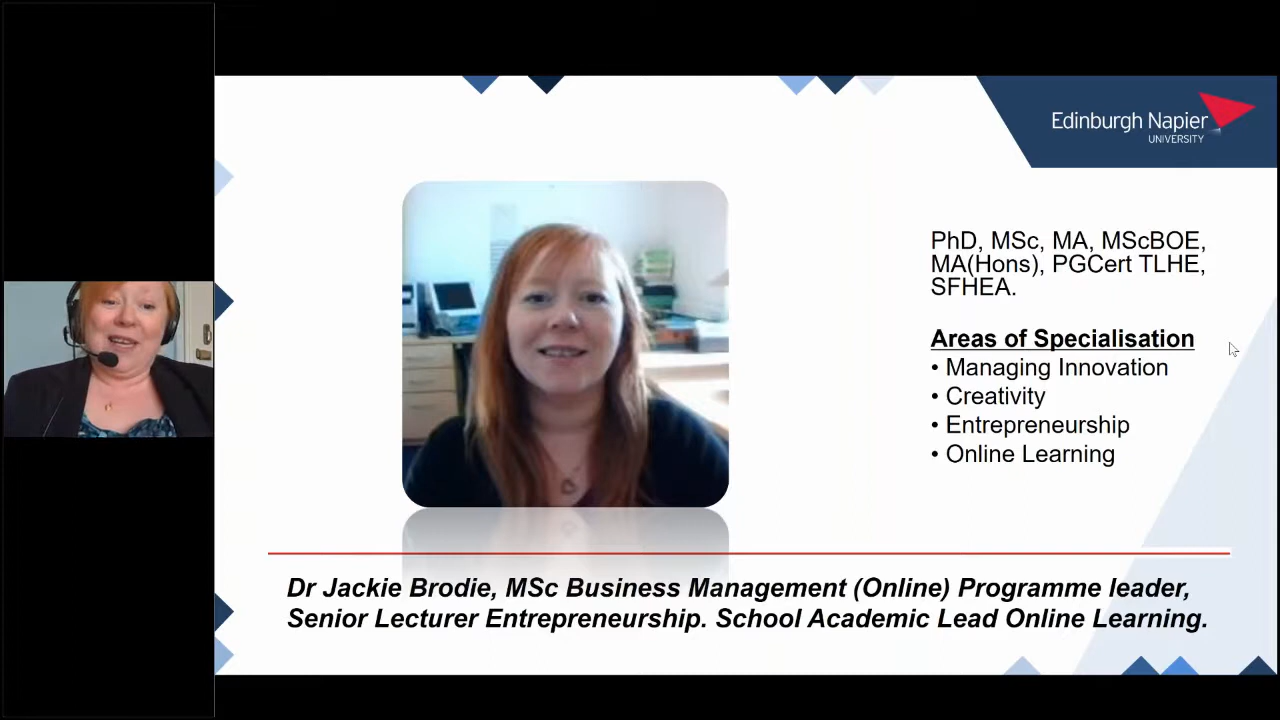 Edinburgh Napier
UNIVERSITY
PhD, MSc, MA, MScBOE,
MA(Hons), PGCert TLHE,
SFHEA.
Areas of Specialisation
• Managing Innovation
• Creativity
• Entrepreneurship
• Online Learning
Dr Jackie Brodie, MSc Business Management (Online) Programme leader,
Senior Lecturer Entrepreneurship. School Academic Lead Online Learning.